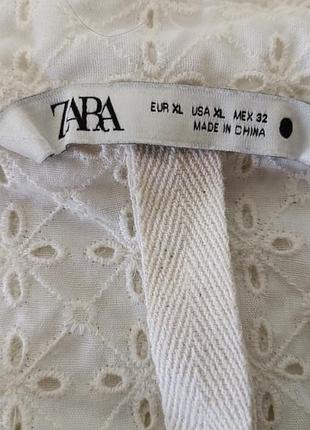 ZARA
EUR XL USA XL MEX 32
MADE IN CHINA